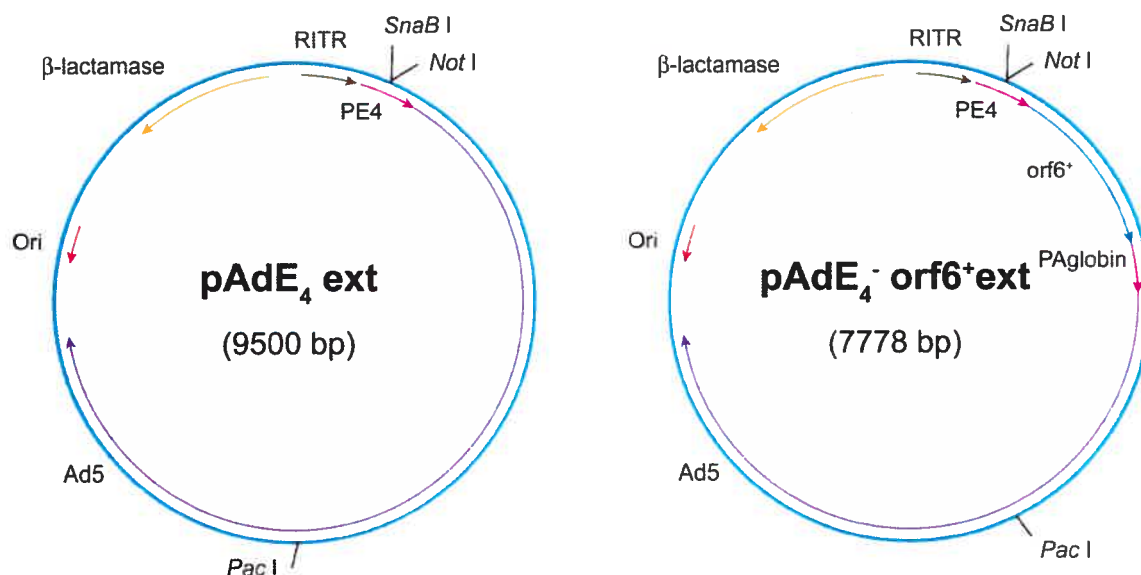 SnaB I
RITR
Not I
β-lactamase
PE4
Ori
pAdE₄ ext
(9500 bp)
Ad5
Pac I
SnaB I
RITR
Not I
β-lactamase
PE4
orf6⁺
Ori
PAglobin
pAdE₄⁻ orf6⁺ext
(7778 bp)
Ad5
Pac I